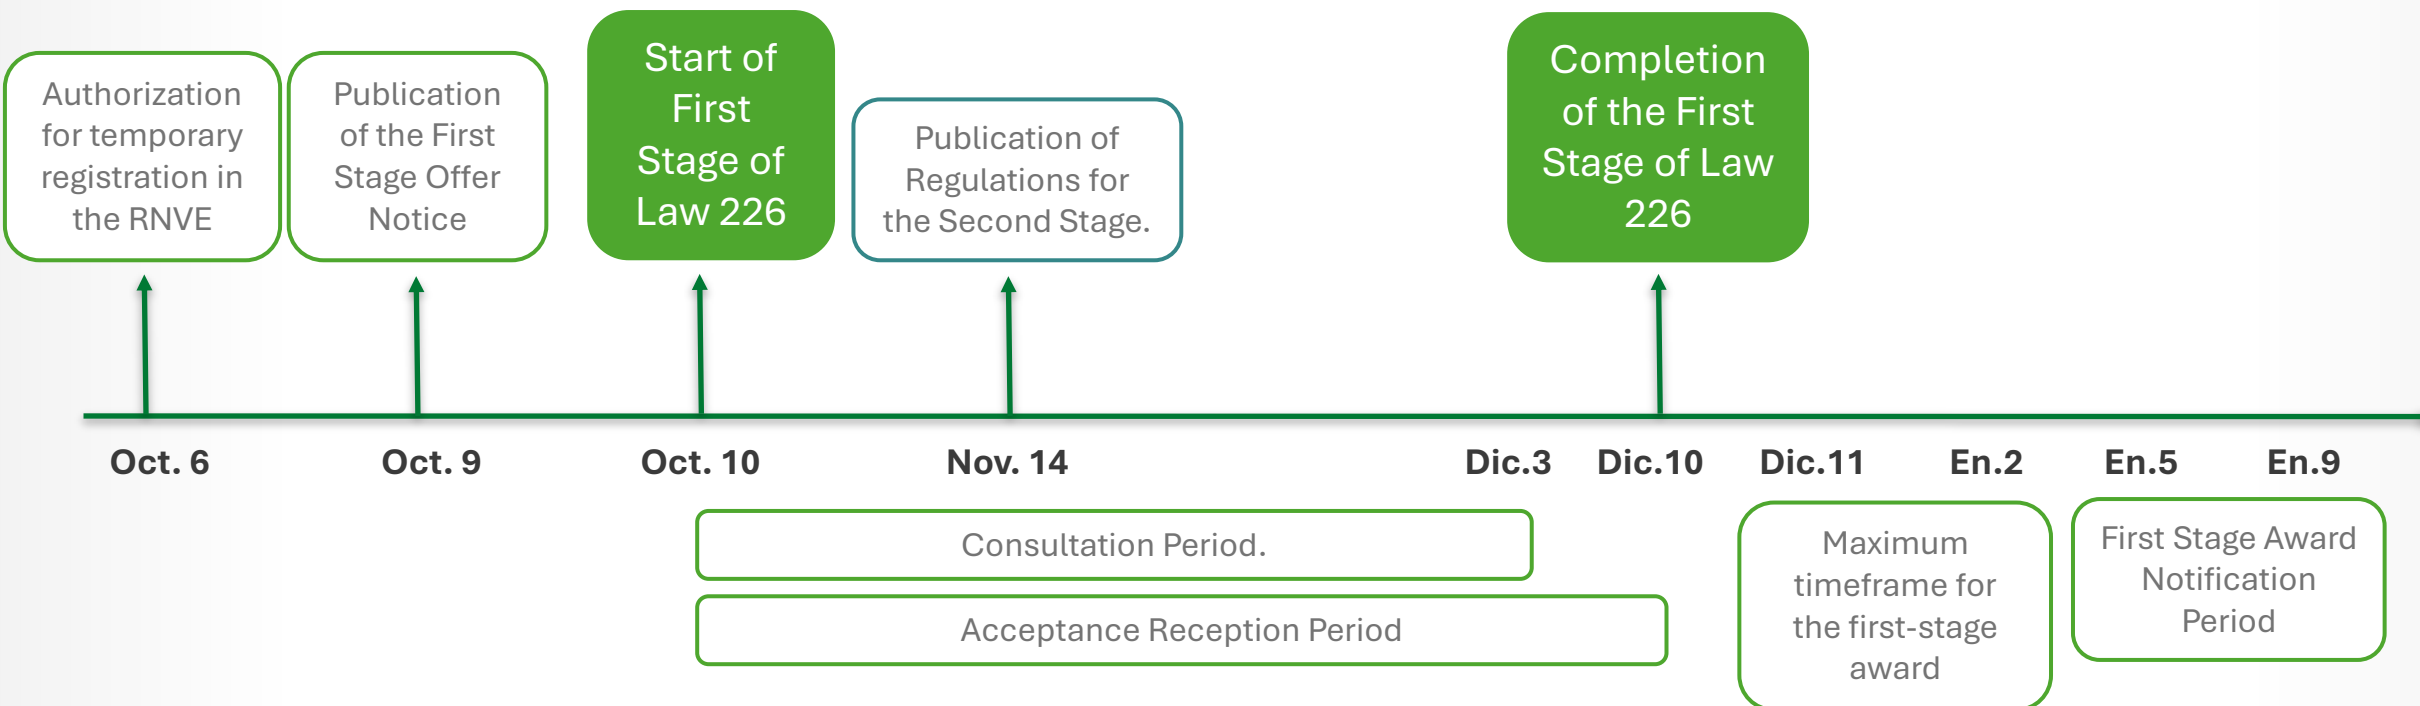 Authorization
for temporary
registration in
the RNVE
Publication
of the First
Stage Offer
Notice
Start of
First
Stage of
Law 226
Publication of
Regulations for
the Second Stage.
Completion
of the First
Stage of Law
226
Oct. 6
Oct. 9
Oct. 10
Nov. 14
Dic.3
Dic.10
Dic.11
En.2
En.5
En.9
Consultation Period.
Acceptance Reception Period
Maximum
timeframe for
the first-stage
award
First Stage Award
Notification
Period